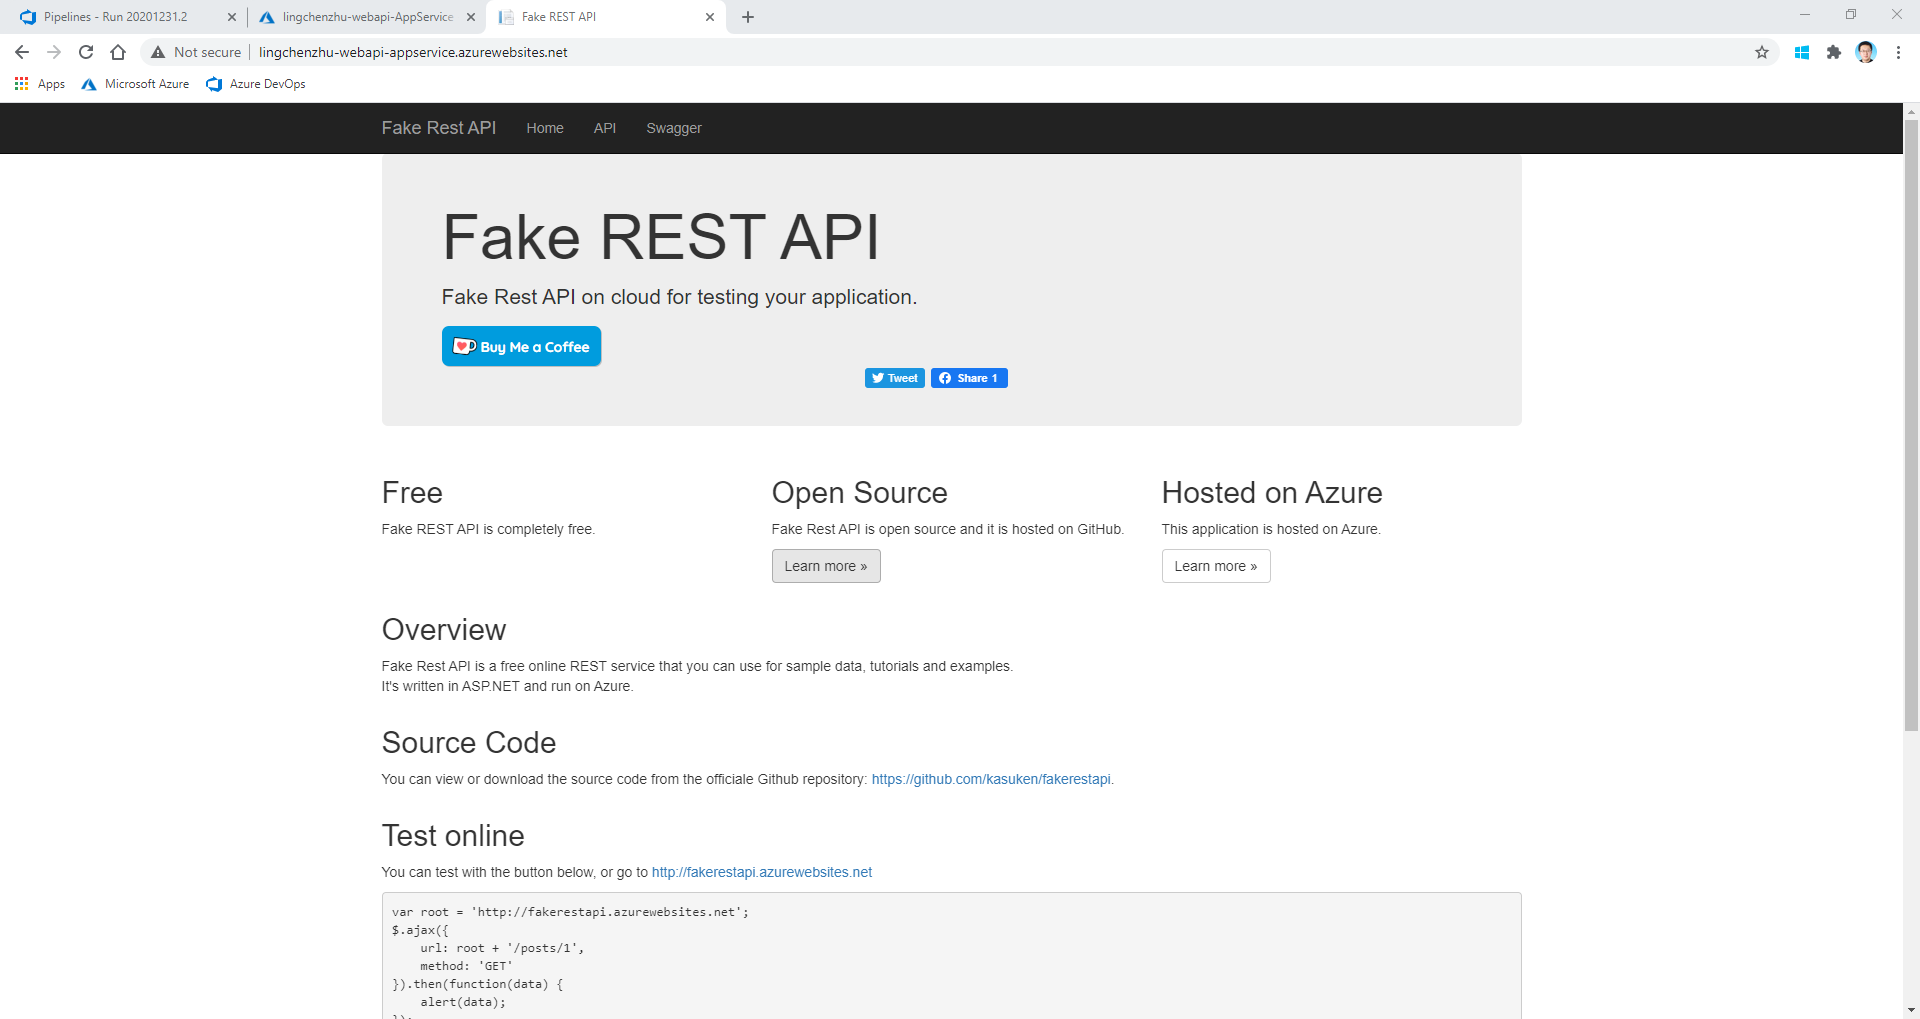 Pipelines - Run 20201231.2
lingchenzhu-webapi-AppService
Fake REST API
Not secure
lingchenzhu-webapi-appservice.azurewebsites.net
Apps
Microsoft Azure
Azure DevOps
Fake Rest API
Home
API
Swagger
Fake REST API
Fake Rest API on cloud for testing your application.
Buy Me a Coffee
Tweet
Share 1
Free
Fake REST API is completely free.
Open Source
Fake Rest API is open source and it is hosted on GitHub.
Learn more »
Hosted on Azure
This application is hosted on Azure.
Learn more »
Overview
Fake Rest API is a free online REST service that you can use for sample data, tutorials and examples.
It's written in ASP.NET and run on Azure.
Source Code
You can view or download the source code from the officiale Github repository: https://github.com/kasuken/fakerestapi.
Test online
You can test with the button below, or go to http://fakerestapi.azurewebsites.net
var root = 'http://fakerestapi.azurewebsites.net';
$.ajax({
url: root + '/posts/1',
method: 'GET'
}).then(function(data) {
alert(data);